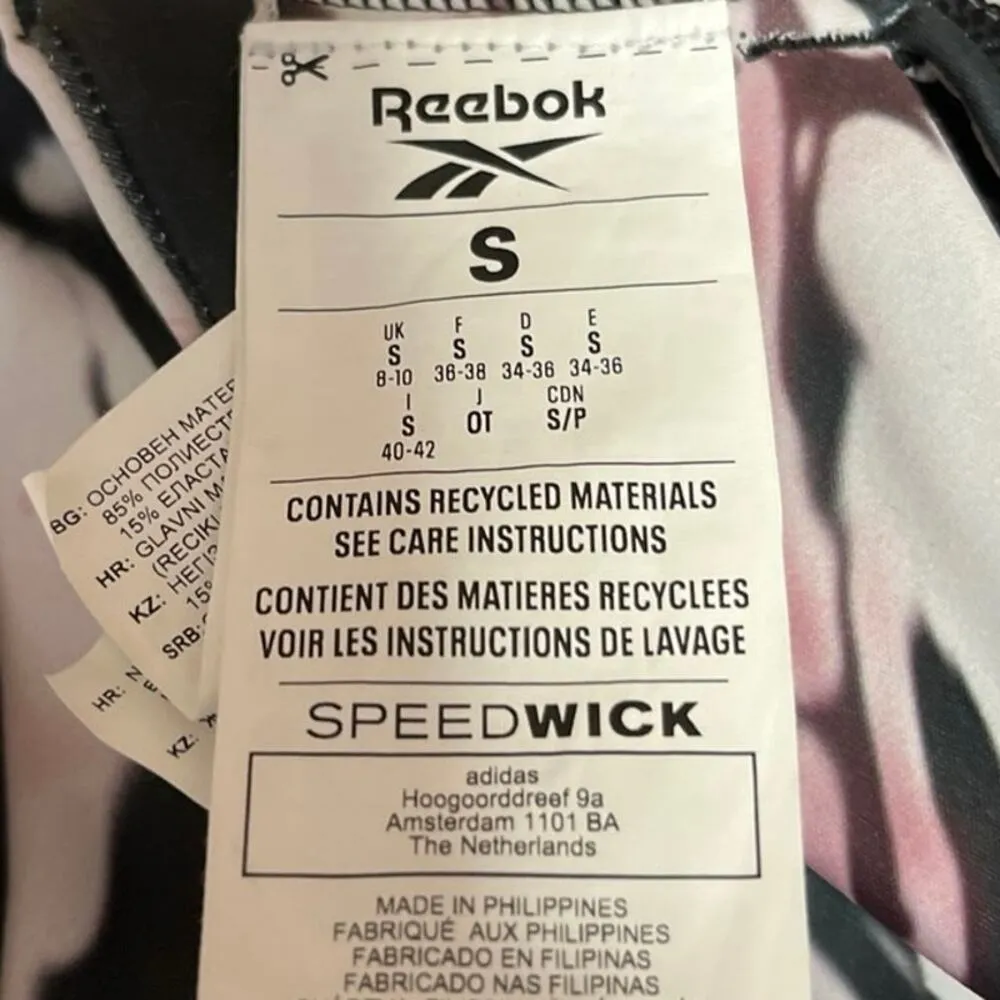 Reebok
S
UK F D E
S S S S
8-10 36-38 34-36 34-36
I J CDN
S OT S/P
40-42
CONTAINS RECYCLED MATERIALS
SEE CARE INSTRUCTIONS
CONTIENT DES MATIERES RECYCLEES
VOIR LES INSTRUCTIONS DE LAVAGE
SPEEDWICK
adidas
Hoogoorddreef 9a
Amsterdam 1101 BA
The Netherlands
MADE IN PHILIPPINES
FABRIQUÉ AUX PHILIPPINES
FABRICADO EN FILIPINAS
FABRICADO NAS FILIPINAS
BG: ОСНОВЕН
85%
15%
HR: GLAVNI
KZ:
SRB:
HR:
KZ: